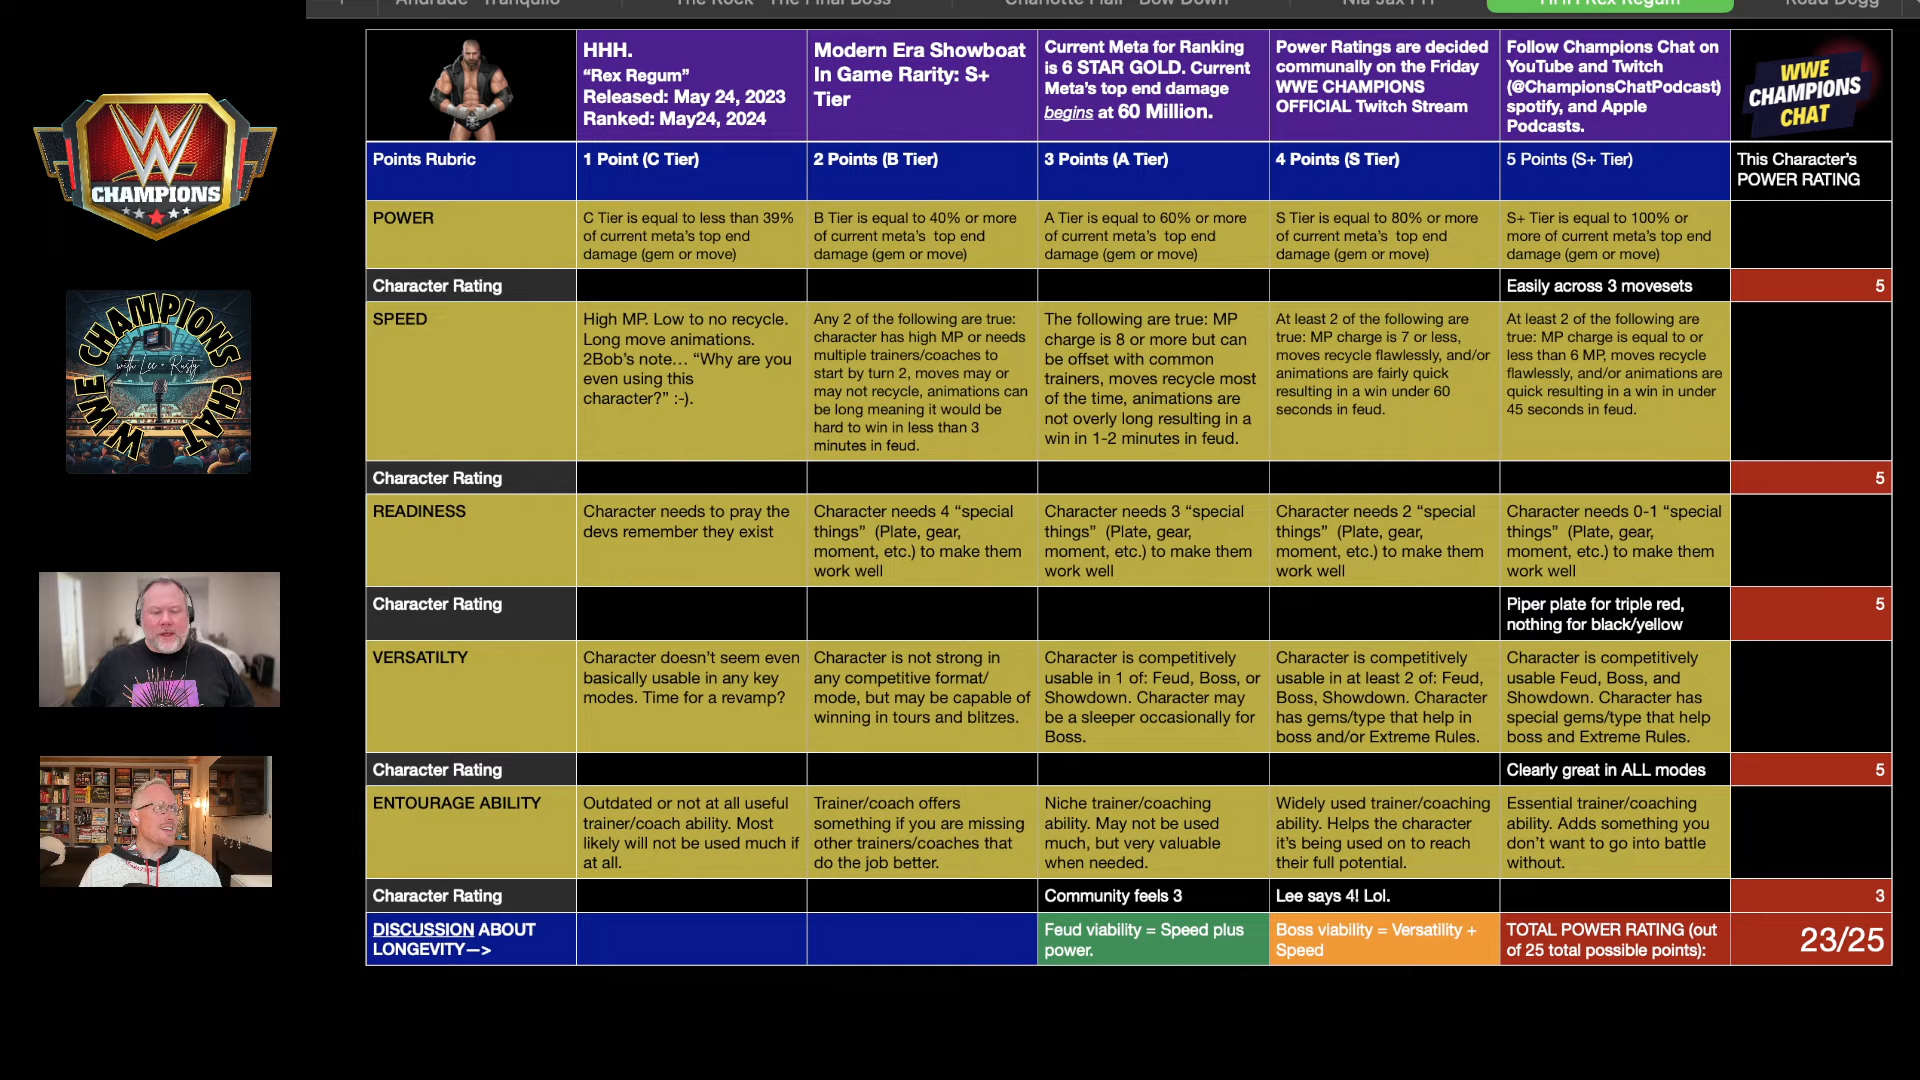 Andrade "Tranquilo"
The Rock "The Final Boss"
Charlotte Flair "Bow Down"
Nia Jax
HHH Rex Regum
Road Dogg
HHH.
“Rex Regum”
Released: May 24, 2023
Ranked: May24, 2024
Modern Era Showboat
In Game Rarity: S+
Tier
Current Meta for Ranking
is 6 STAR GOLD. Current
Meta’s top end damage
begins at 60 Million.
Power Ratings are decided
communally on the Friday
WWE CHAMPIONS
OFFICIAL Twitch Stream
Follow Champions Chat on
YouTube and Twitch
(@ChampionsChatPodcast)
spotify, and Apple
Podcasts.
WWE
CHAMPIONS
CHAT
W
CHAMPIONS
Points Rubric
1 Point (C Tier)
2 Points (B Tier)
3 Points (A Tier)
4 Points (S Tier)
5 Points (S+ Tier)
This Character’s
POWER RATING
POWER
C Tier is equal to less than 39%
of current meta’s top end
damage (gem or move)
B Tier is equal to 40% or more
of current meta’s top end
damage (gem or move)
A Tier is equal to 60% or more
of current meta’s top end
damage (gem or move)
S Tier is equal to 80% or more
of current meta’s top end
damage (gem or move)
S+ Tier is equal to 100% or
more of current meta’s top end
damage (gem or move)
Character Rating
Easily across 3 movesets
5
WWE CHAMPIONS CHAT
with Lee + Rusty
SPEED
High MP. Low to no recycle.
Long move animations.
2Bob’s note… “Why are you
even using this
character?” :-).
Any 2 of the following are true:
character has high MP or needs
multiple trainers/coaches to
start by turn 2, moves may or
may not recycle, animations can
be long meaning it would be
hard to win in less than 3
minutes in feud.
The following are true: MP
charge is 8 or more but can
be offset with common
trainers, moves recycle most
of the time, animations are
not overly long resulting in a
win in 1-2 minutes in feud.
At least 2 of the following are
true: MP charge is 7 or less,
moves recycle flawlessly, and/or
animations are fairly quick
resulting in a win under 60
seconds in feud.
At least 2 of the following are
true: MP charge is equal to or
less than 6 MP, moves recycle
flawlessly, and/or animations are
quick resulting in a win in under
45 seconds in feud.
Character Rating
5
READINESS
Character needs to pray the
devs remember they exist
Character needs 4 “special
things” (Plate, gear,
moment, etc.) to make them
work well
Character needs 3 “special
things” (Plate, gear,
moment, etc.) to make them
work well
Character needs 2 “special
things” (Plate, gear,
moment, etc.) to make them
work well
Character needs 0-1 “special
things” (Plate, gear,
moment, etc.) to make them
work well
Character Rating
Piper plate for triple red,
nothing for black/yellow
5
VERSATILTY
Character doesn’t seem even
basically usable in any key
modes. Time for a revamp?
Character is not strong in
any competitive format/
mode, but may be capable of
winning in tours and blitzes.
Character is competitively
usable in 1 of: Feud, Boss, or
Showdown. Character may
be a sleeper occasionally for
Boss.
Character is competitively
usable in at least 2 of: Feud,
Boss, Showdown. Character
has gems/type that help in
boss and/or Extreme Rules.
Character is competitively
usable Feud, Boss, and
Showdown. Character has
special gems/type that help
boss and Extreme Rules.
Character Rating
Clearly great in ALL modes
5
ENTOURAGE ABILITY
Outdated or not at all useful
trainer/coach ability. Most
likely will not be used much if
at all.
Trainer/coach offers
something if you are missing
other trainers/coaches that
do the job better.
Niche trainer/coaching
ability. May not be used
much, but very valuable
when needed.
Widely used trainer/coaching
ability. Helps the character
it’s being used on to reach
their full potential.
Essential trainer/coaching
ability. Adds something you
don’t want to go into battle
without.
Character Rating
Community feels 3
Lee says 4! Lol.
3
DISCUSSION ABOUT
LONGEVITY—>
Feud viability = Speed plus
power.
Boss viability = Versatility +
Speed
TOTAL POWER RATING (out
of 25 total possible points):
23/25